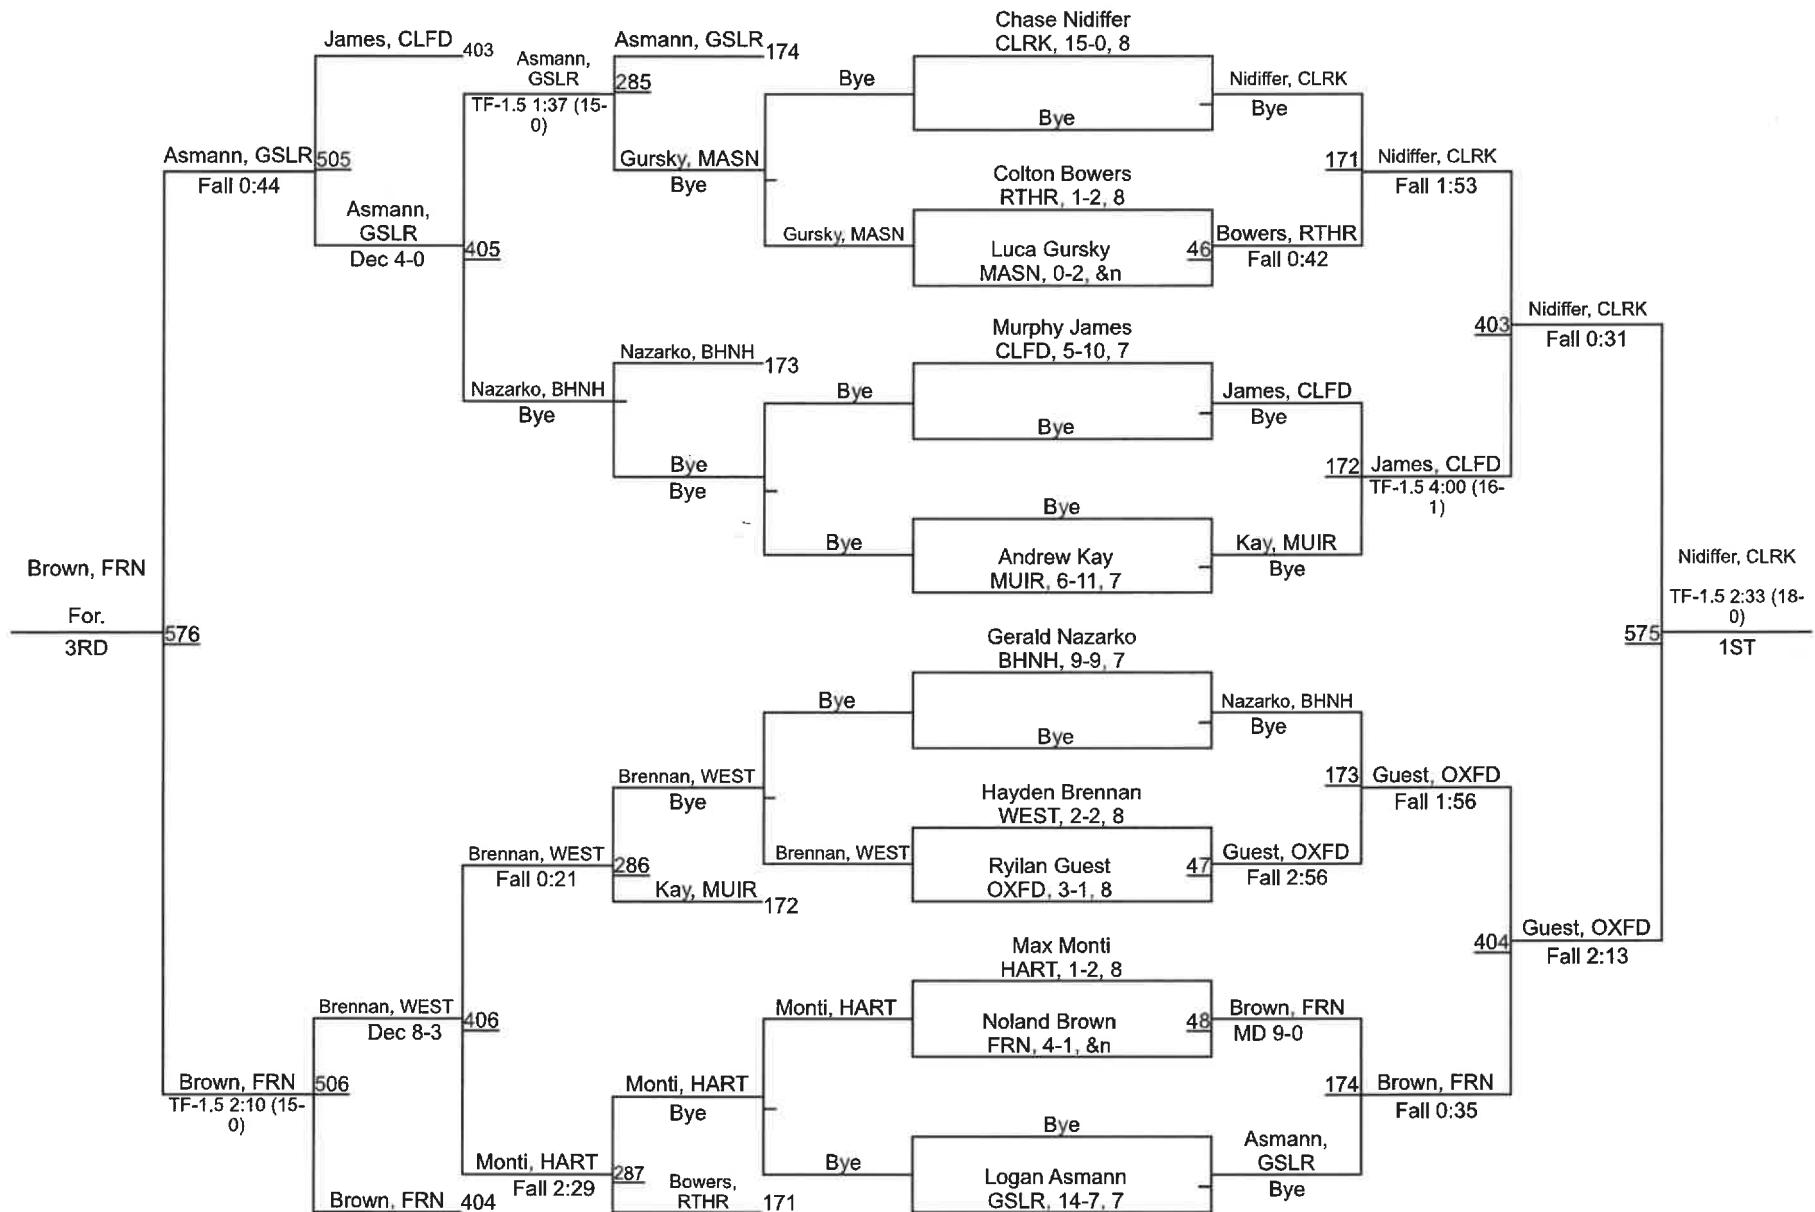 Chase Nidiffer
CLRK, 15-0, 8
James, CLFD 403
Asmann, GSLR 174
Asmann,
GSLR
285
TF-1.5 1:37 (15-
0)
Bye
Nidiffer, CLRK
Bye
Bye
Asmann, GSLR 505
Fall 0:44
Gursky, MASN
Bye
171 Nidiffer, CLRK
Fall 1:53
Colton Bowers
RTHR, 1-2, 8
Asmann,
GSLR
405
Dec 4-0
Gursky, MASN
Luca Gursky
MASN, 0-2, &n
46 Bowers, RTHR
Fall 0:42
403 Nidiffer, CLRK
Fall 0:31
Murphy James
CLFD, 5-10, 7
Nazarko, BHNH 173
Nazarko, BHNH
Bye
Bye
James, CLFD
Bye
Bye
Bye
Bye
172 James, CLFD
TF-1.5 4:00 (16-
1)
Bye
Bye
Andrew Kay
MUIR, 6-11, 7
Kay, MUIR
Bye
Brown, FRN
For.
3RD
576
Nidiffer, CLRK
TF-1.5 2:33 (18-
0)
575
1ST
Gerald Nazarko
BHNH, 9-9, 7
Bye
Nazarko, BHNH
Bye
Bye
Brennan, WEST
Bye
173 Guest, OXFD
Fall 1:56
Hayden Brennan
WEST, 2-2, 8
Brennan, WEST
Fall 0:21
286
Brennan, WEST
Ryilan Guest
OXFD, 3-1, 8
47 Guest, OXFD
Fall 2:56
Kay, MUIR 172
404 Guest, OXFD
Fall 2:13
Max Monti
HART, 1-2, 8
Brennan, WEST
Dec 8-3
406
Monti, HART
Noland Brown
FRN, 4-1, &n
48 Brown, FRN
MD 9-0
Brown, FRN 506
TF-1.5 2:10 (15-
0)
Monti, HART
Bye
174 Brown, FRN
Fall 0:35
Bye
Monti, HART
Fall 2:29
287
Bye
Logan Asmann
GSLR, 14-7, 7
Asmann,
GSLR
Bye
Bowers,
RTHR 171
Brown, FRN 404